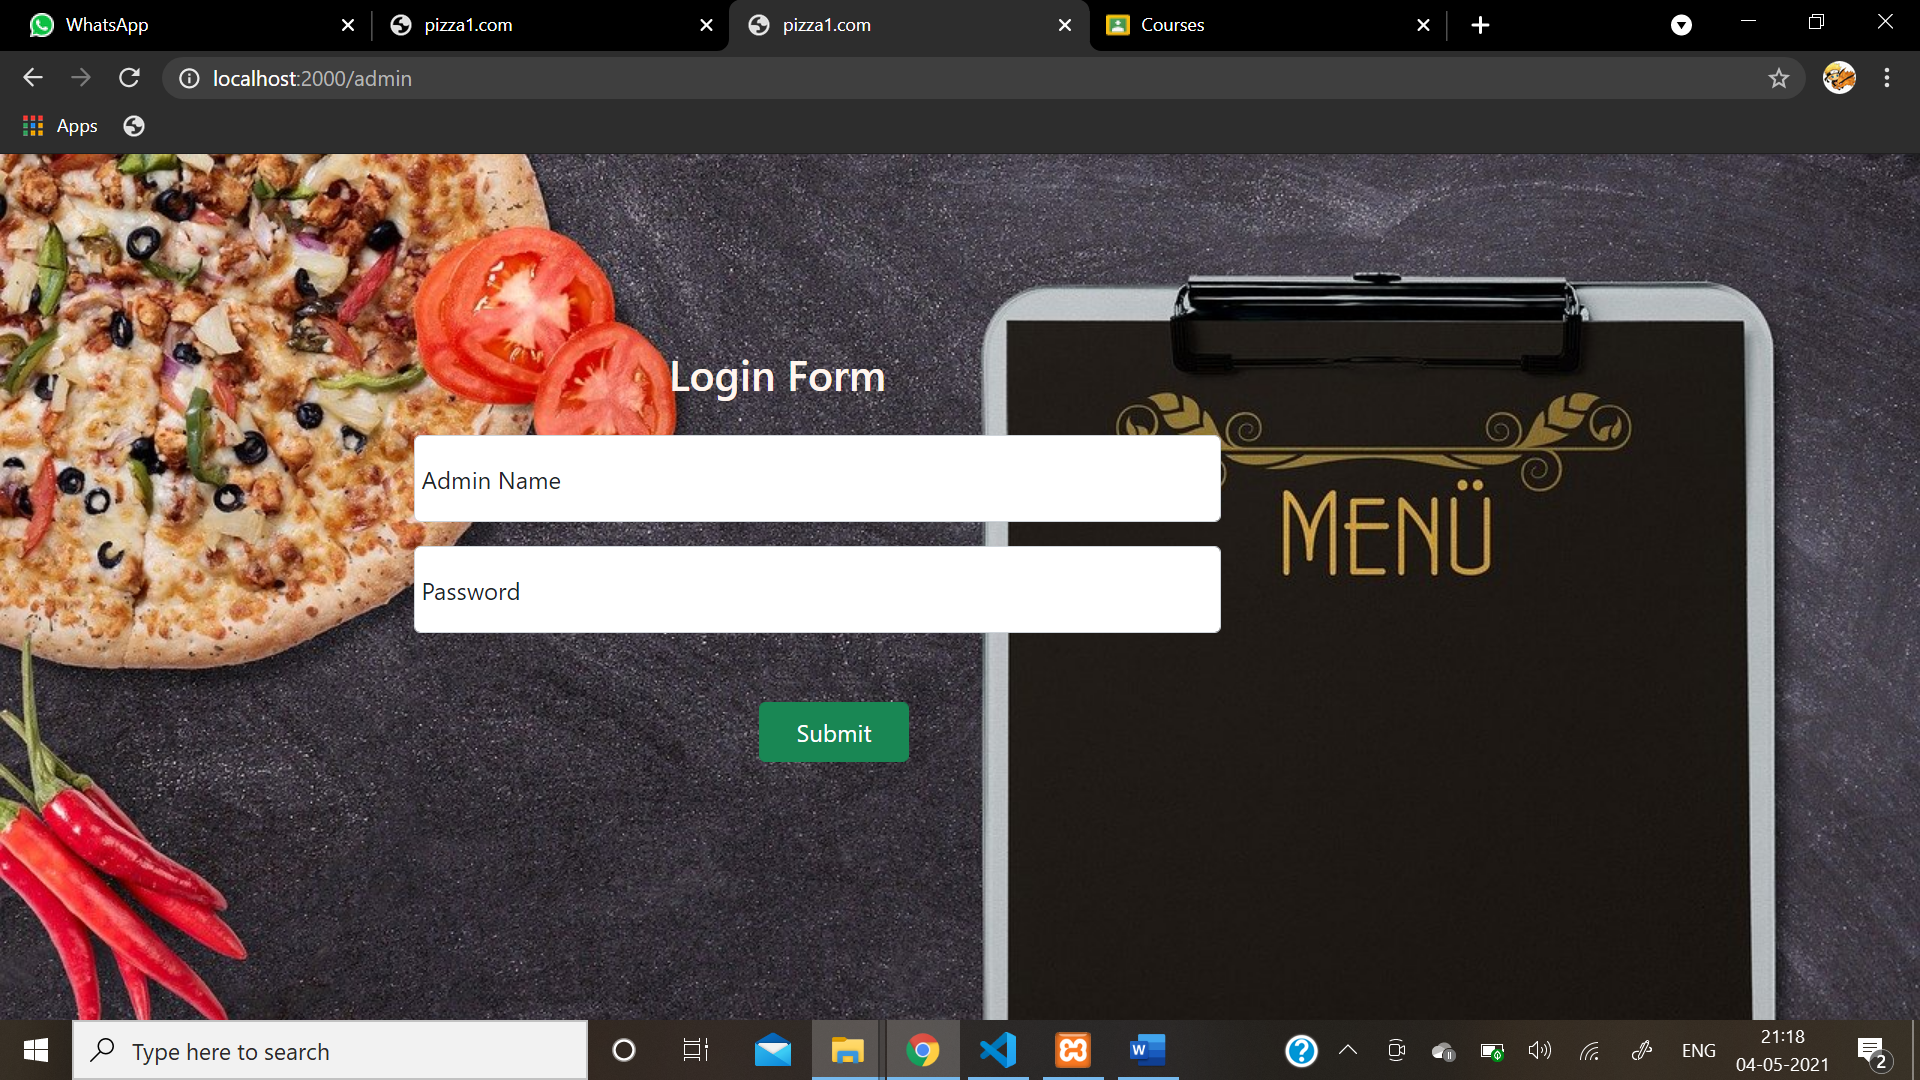 WhatsApp
pizza1.com
pizza1.com
Courses
localhost:2000/admin
Apps
Login Form
Admin Name
Password
Submit
MENÜ
Type here to search
W
?
ENG
21:18
04-05-2021
2